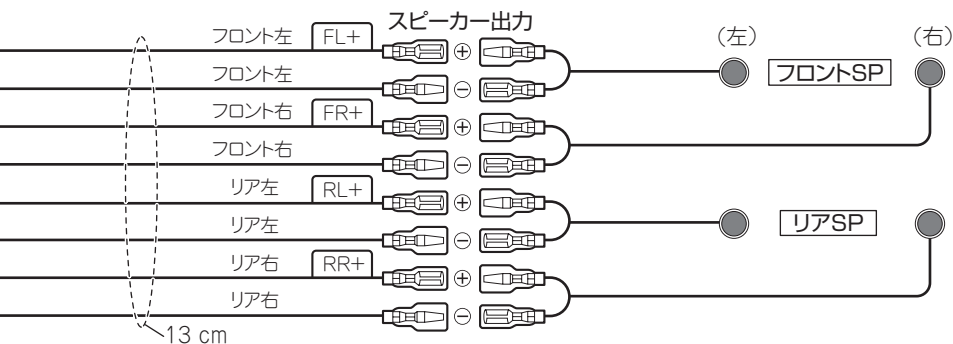 スピーカー出力
フロント左 FL+ ⊕
フロント左 ⊖
フロント右 FR+ ⊕
フロント右 ⊖
リア左 RL+ ⊕
リア左 ⊖
リア右 RR+ ⊕
リア右 ⊖
13 cm
(左) フロントSP (右)
リアSP